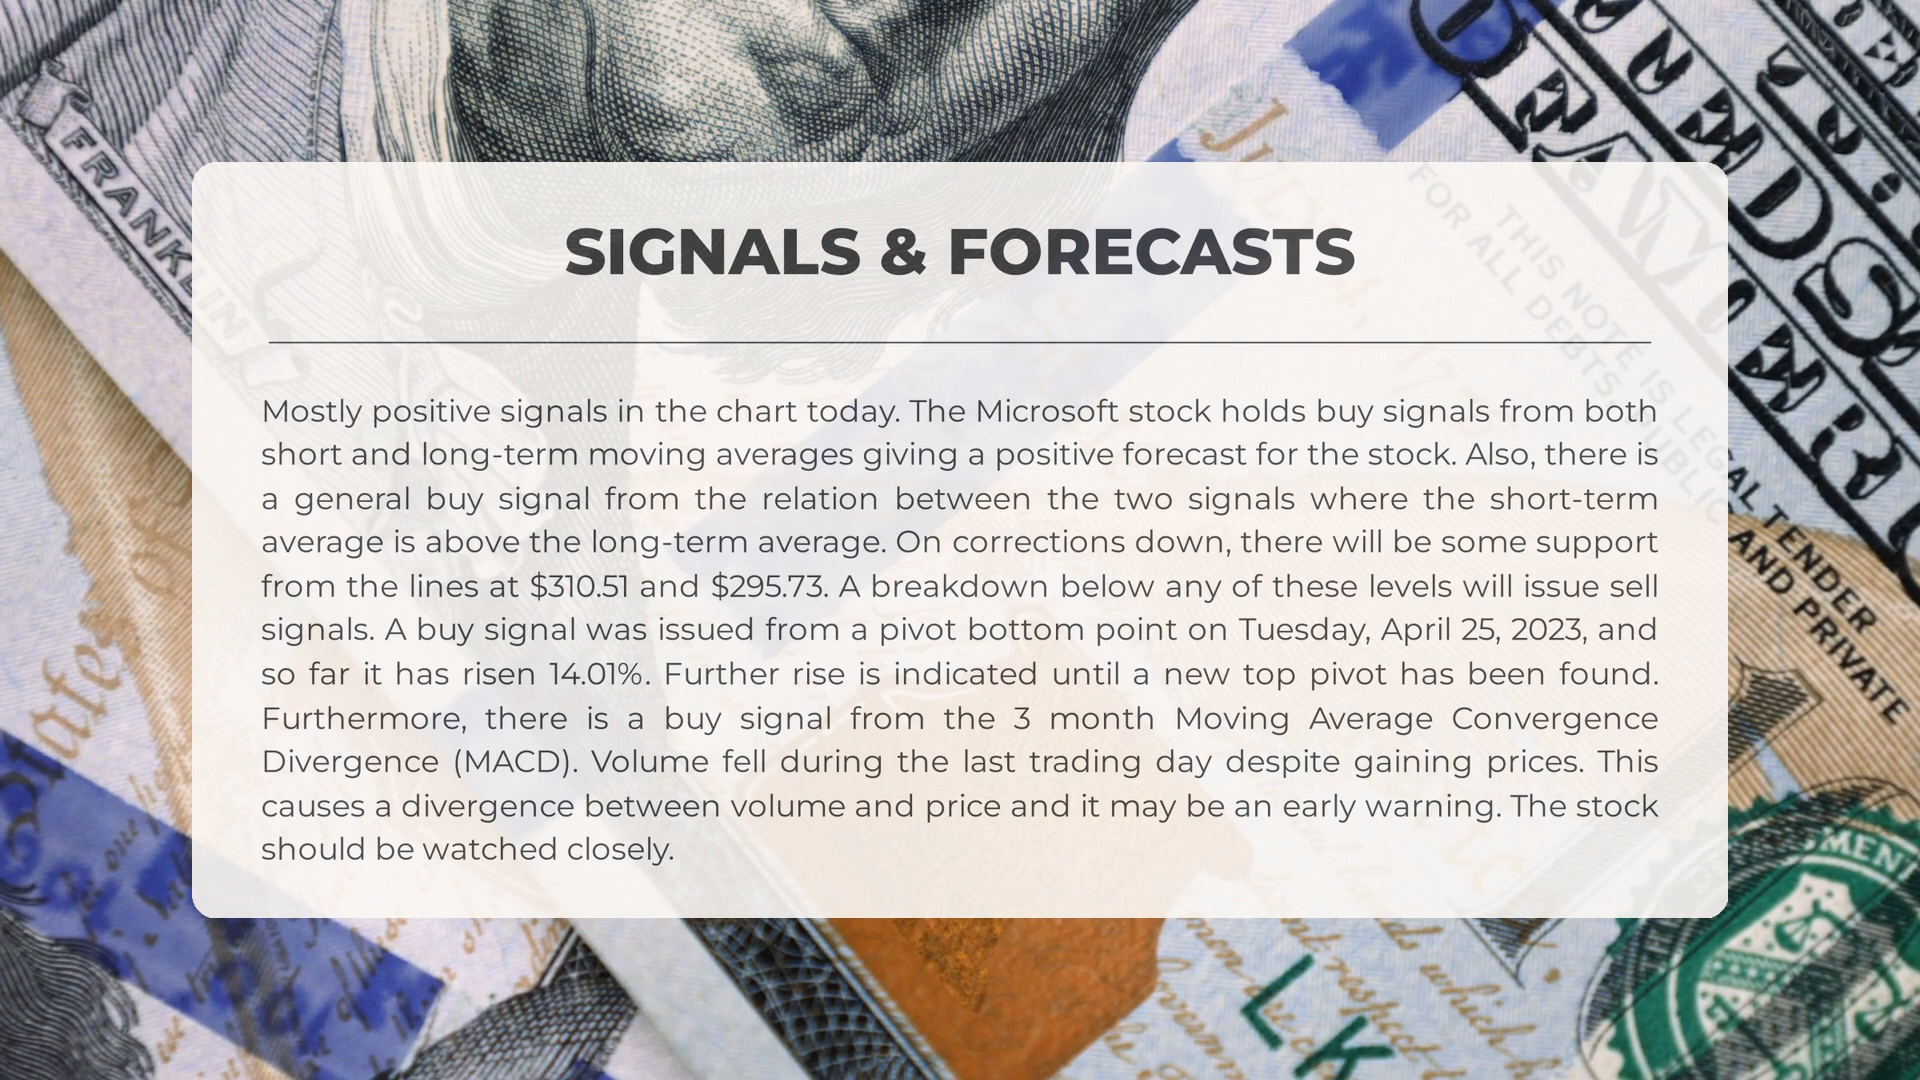 SIGNALS & FORECASTS
Mostly positive signals in the chart today. The Microsoft stock holds buy signals from both
short and long-term moving averages giving a positive forecast for the stock. Also, there is
a general buy signal from the relation between the two signals where the short-term
average is above the long-term average. On corrections down, there will be some support
from the lines at $310.51 and $295.73. A breakdown below any of these levels will issue sell
signals. A buy signal was issued from a pivot bottom point on Tuesday, April 25, 2023, and
so far it has risen 14.01%. Further rise is indicated until a new top pivot has been found.
Furthermore, there is a buy signal from the 3 month Moving Average Convergence
Divergence (MACD). Volume fell during the last trading day despite gaining prices. This
causes a divergence between volume and price and it may be an early warning. The stock
should be watched closely.
FRANKLIN
THIS NOTE IS LEGAL TENDER
FOR ALL DEBTS, PUBLIC AND PRIVATE